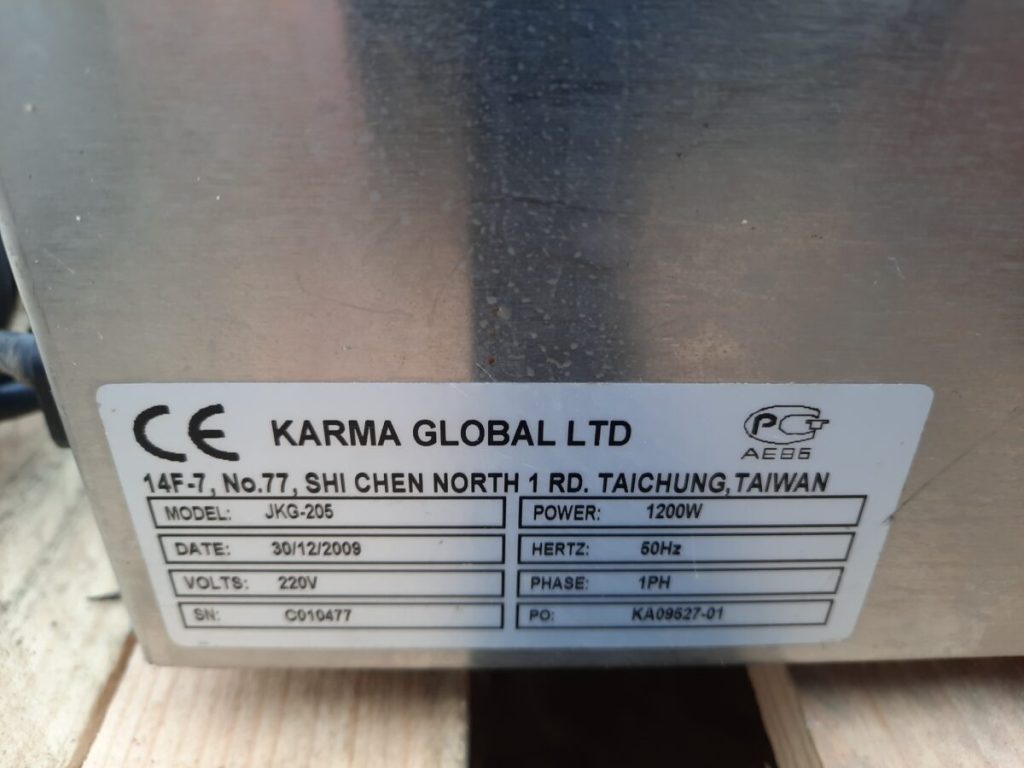 CE KARMA GLOBAL LTD
PCT
AE95
14F-7, No.77, SHI CHEN NORTH 1 RD. TAICHUNG, TAIWAN
MODEL: JKG-205 POWER: 1200W
DATE: 30/12/2009 HERTZ: 50Hz
VOLTS: 220V PHASE: 1PH
SN: C010477 PO: KA09527-01